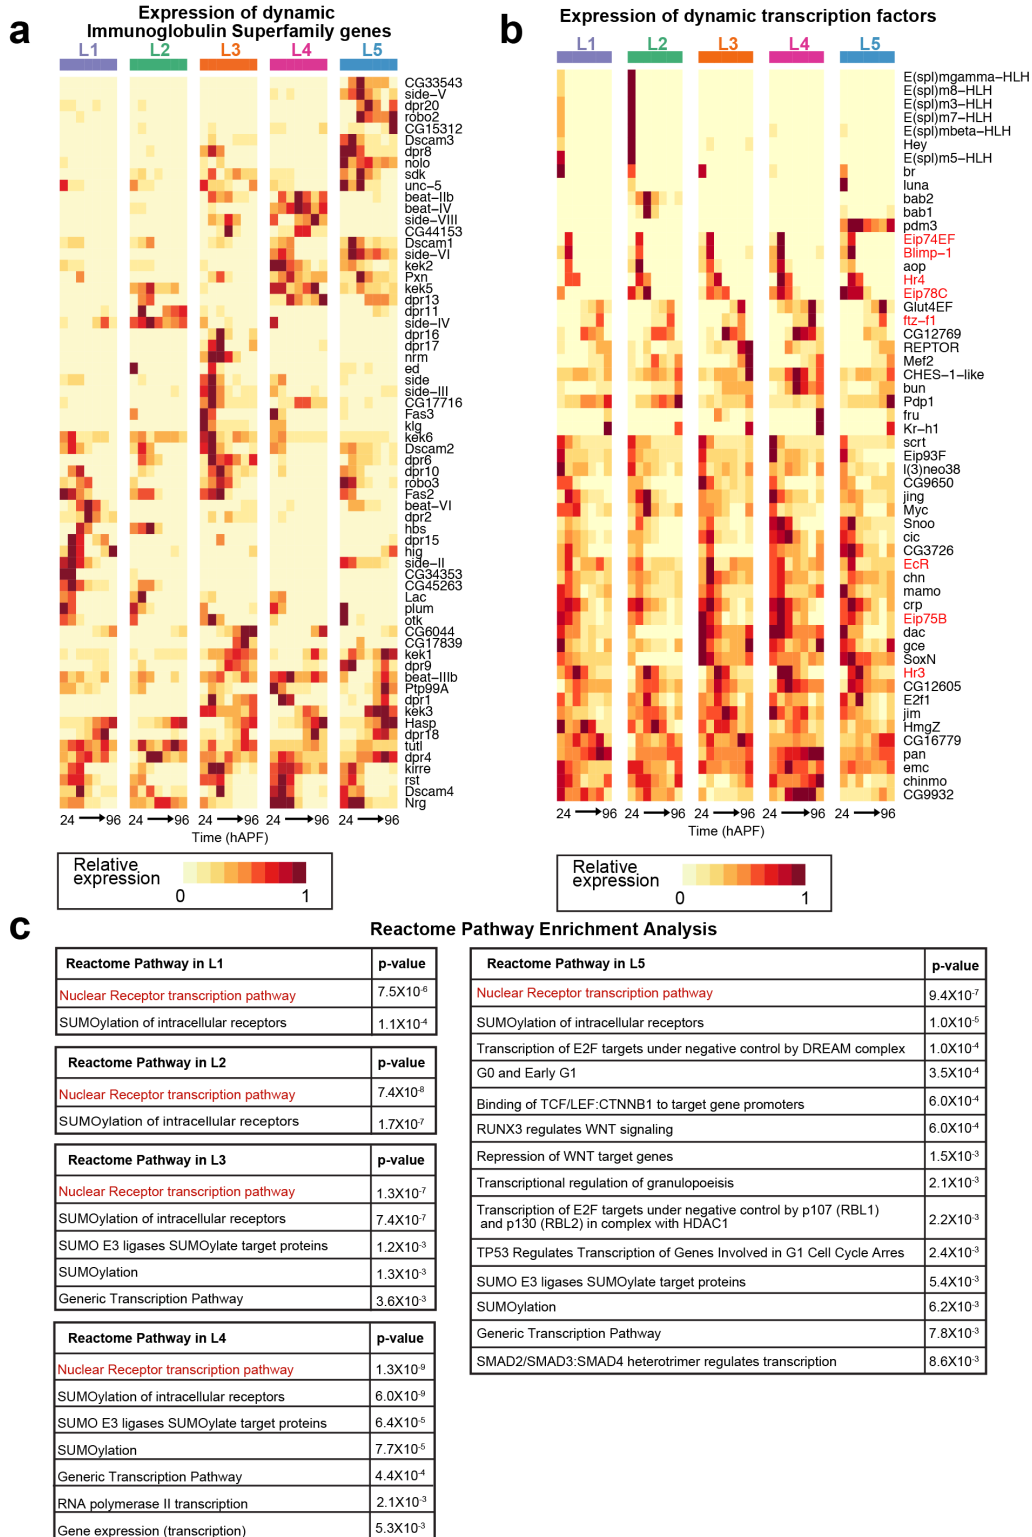 a
Expression of dynamic
Immunoglobulin Superfamily genes
L1 L2 L3 L4 L5
CG33543
side-V
dpr20
robo2
CG15312
Dscam3
dpr8
nolo
sdk
unc-5
beat-IIb
beat-IV
side-VIII
CG44153
Dscam1
side-VI
kek2
Pxn
kek5
dpr13
dpr11
side-IV
dpr16
dpr17
nrm
ed
side
side-III
CG17716
Fas3
klg
kek6
Dscam2
dpr6
dpr10
robo3
Fas2
beat-VI
dpr2
hbs
dpr15
hig
side-II
CG34353
CG45263
Lac
plum
otk
CG6044
CG17839
kek1
dpr9
beat-IIIb
Ptp99A
dpr1
kek3
Hasp
dpr18
tutl
dpr4
kirre
rst
Dscam4
Nrg
24 96 24 96 24 96 24 96 24 96
Time (hAPF)
Relative
expression
0 1
b
Expression of dynamic transcription factors
L1 L2 L3 L4 L5
E(spl)mgamma-HLH
E(spl)m8-HLH
E(spl)m3-HLH
E(spl)m7-HLH
E(spl)mbeta-HLH
Hey
E(spl)m5-HLH
br
luna
bab2
bab1
pdm3
Eip74EF
Blimp-1
aop
Hr4
Eip78C
Glut4EF
ftz-f1
CG12769
REPTOR
Mef2
CHES-1-like
bun
Pdp1
fru
Kr-h1
scrt
Eip93F
l(3)neo38
CG9650
jing
Myc
Snoo
cic
CG3726
EcR
chn
mamo
crp
Eip75B
dac
gce
SoxN
Hr3
CG12605
E2f1
jim
HmgZ
CG16779
pan
emc
chinmo
CG9932
24 96 24 96 24 96 24 96 24 96
Time (hAPF)
Relative
expression
0 1
c
Reactome Pathway Enrichment Analysis
Reactome Pathway in L1 p-value
Nuclear Receptor transcription pathway 7.5X10-6
SUMOylation of intracellular receptors 1.1X10-4
Reactome Pathway in L2 p-value
Nuclear Receptor transcription pathway 7.4X10-8
SUMOylation of intracellular receptors 1.7X10-7
Reactome Pathway in L3 p-value
Nuclear Receptor transcription pathway 1.3X10-7
SUMOylation of intracellular receptors 7.4X10-7
SUMO E3 ligases SUMOylate target proteins 1.2X10-3
SUMOylation 1.3X10-3
Generic Transcription Pathway 3.6X10-3
Reactome Pathway in L4 p-value
Nuclear Receptor transcription pathway 1.3X10-9
SUMOylation of intracellular receptors 6.0X10-9
SUMO E3 ligases SUMOylate target proteins 6.4X10-5
SUMOylation 7.7X10-5
Generic Transcription Pathway 4.4X10-4
RNA polymerase II transcription 2.1X10-3
Gene expression (transcription) 5.3X10-3
Reactome Pathway in L5 p-value
Nuclear Receptor transcription pathway 9.4X10-7
SUMOylation of intracellular receptors 1.0X10-5
Transcription of E2F targets under negative control by DREAM complex 1.0X10-4
G0 and Early G1 3.5X10-4
Binding of TCF/LEF:CTNNB1 to target gene promoters 6.0X10-4
RUNX3 regulates WNT signaling 6.0X10-4
Repression of WNT target genes 1.5X10-3
Transcriptional regulation of granulopoeisis 2.1X10-3
Transcription of E2F targets under negative control by p107 (RBL1)
and p130 (RBL2) in complex with HDAC1 2.2X10-3
TP53 Regulates Transcription of Genes Involved in G1 Cell Cycle Arres 2.4X10-3
SUMO E3 ligases SUMOylate target proteins 5.4X10-3
SUMOylation 6.2X10-3
Generic Transcription Pathway 7.8X10-3
SMAD2/SMAD3:SMAD4 heterotrimer regulates transcription 8.6X10-3